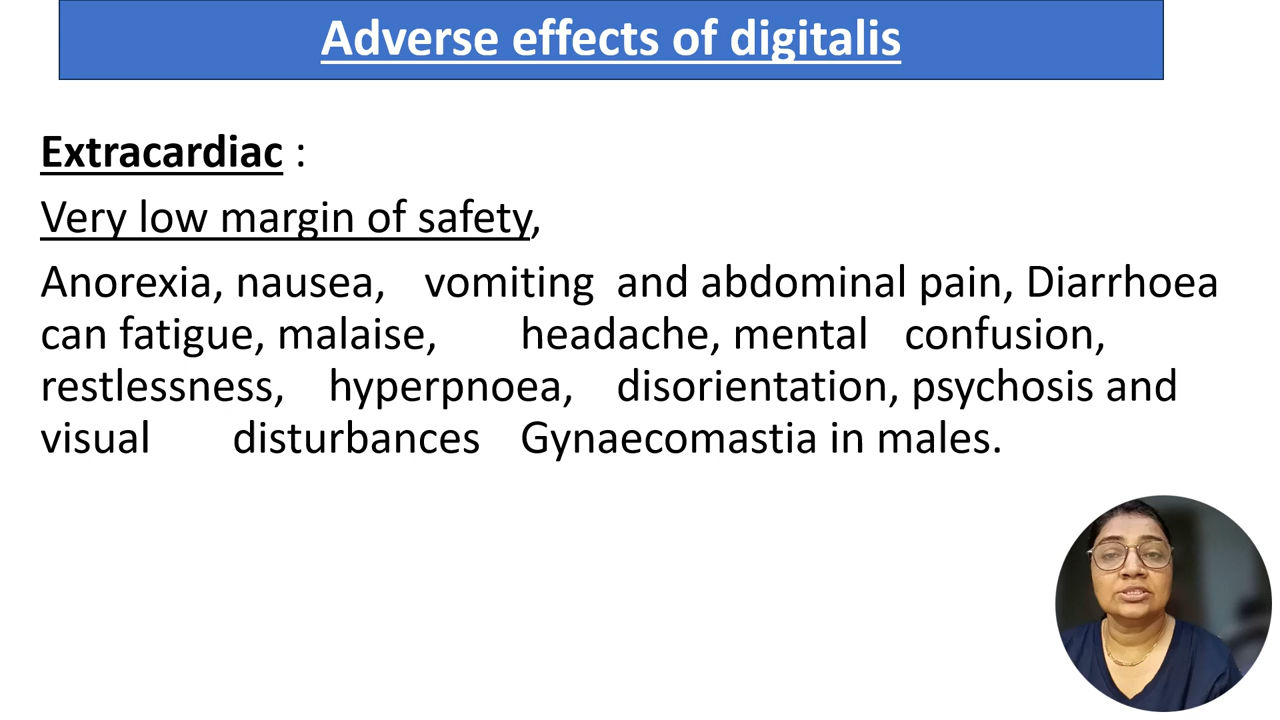 Adverse effects of digitalis
Extracardiac :
Very low margin of safety,
Anorexia, nausea, vomiting and abdominal pain, Diarrhoea
can fatigue, malaise, headache, mental confusion,
restlessness, hyperpnoea, disorientation, psychosis and
visual disturbances Gynaecomastia in males.